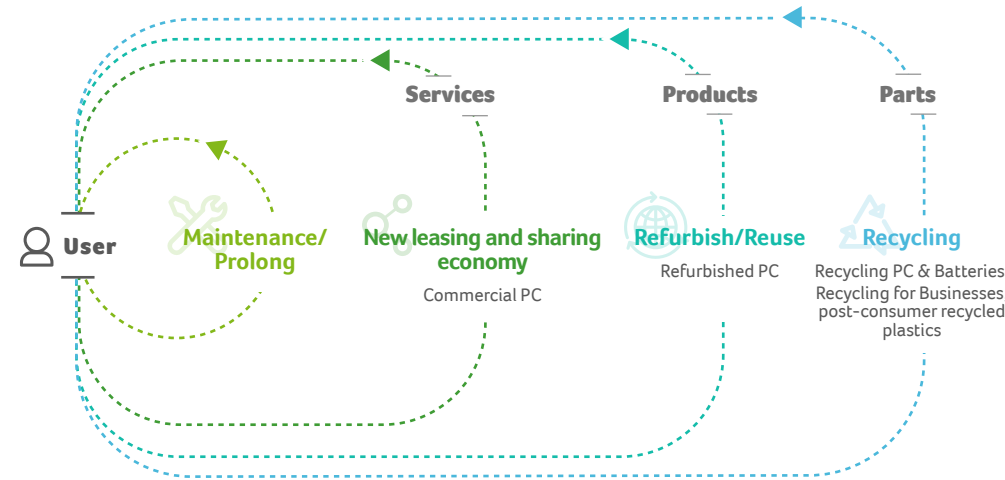 Services
Products
Parts
User
Maintenance/
Prolong
New leasing and sharing
economy
Commercial PC
Refurbish/Reuse
Refurbished PC
Recycling
Recycling PC & Batteries
Recycling for Businesses
post-consumer recycled
plastics